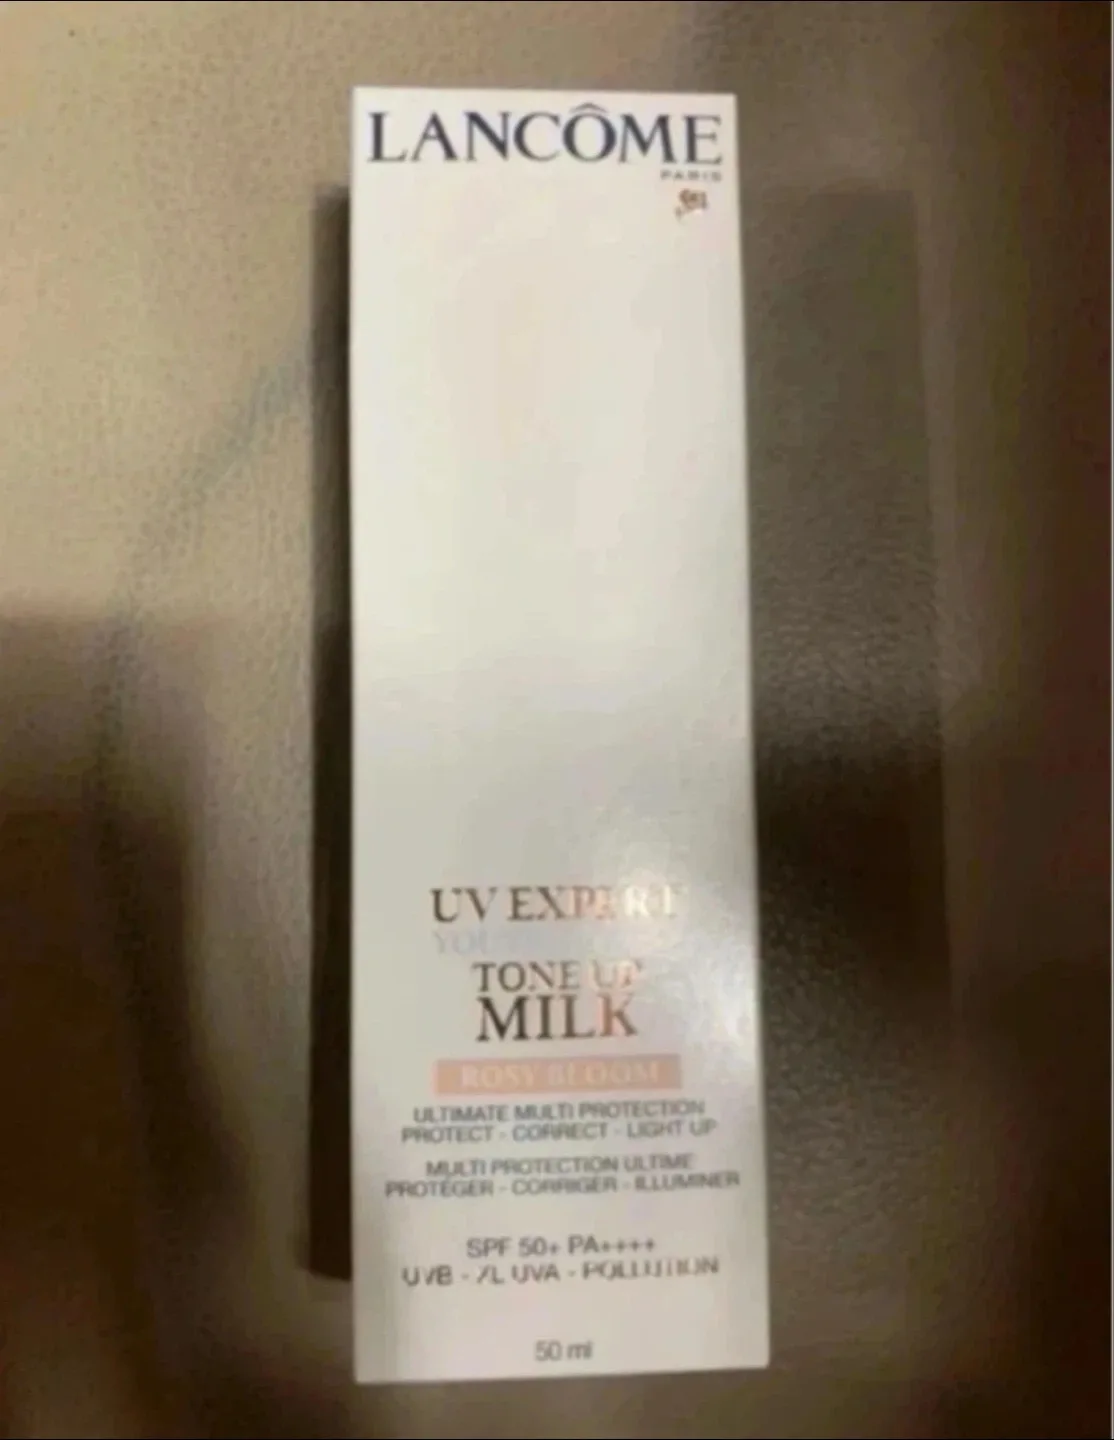 LANCÔME
PARIS
UV EXPERT
TONE UP
MILK
ROSY BLOOM
ULTIMATE MULTI PROTECTION
PROTECT - CORRECT - LIGHT UP
MULTI PROTECTION ULTIME
PROTÉGER - CORRIGER - ILLUMINER
SPF 50+ PA++++
UVB - XL UVA - POLLUTION
50 ml